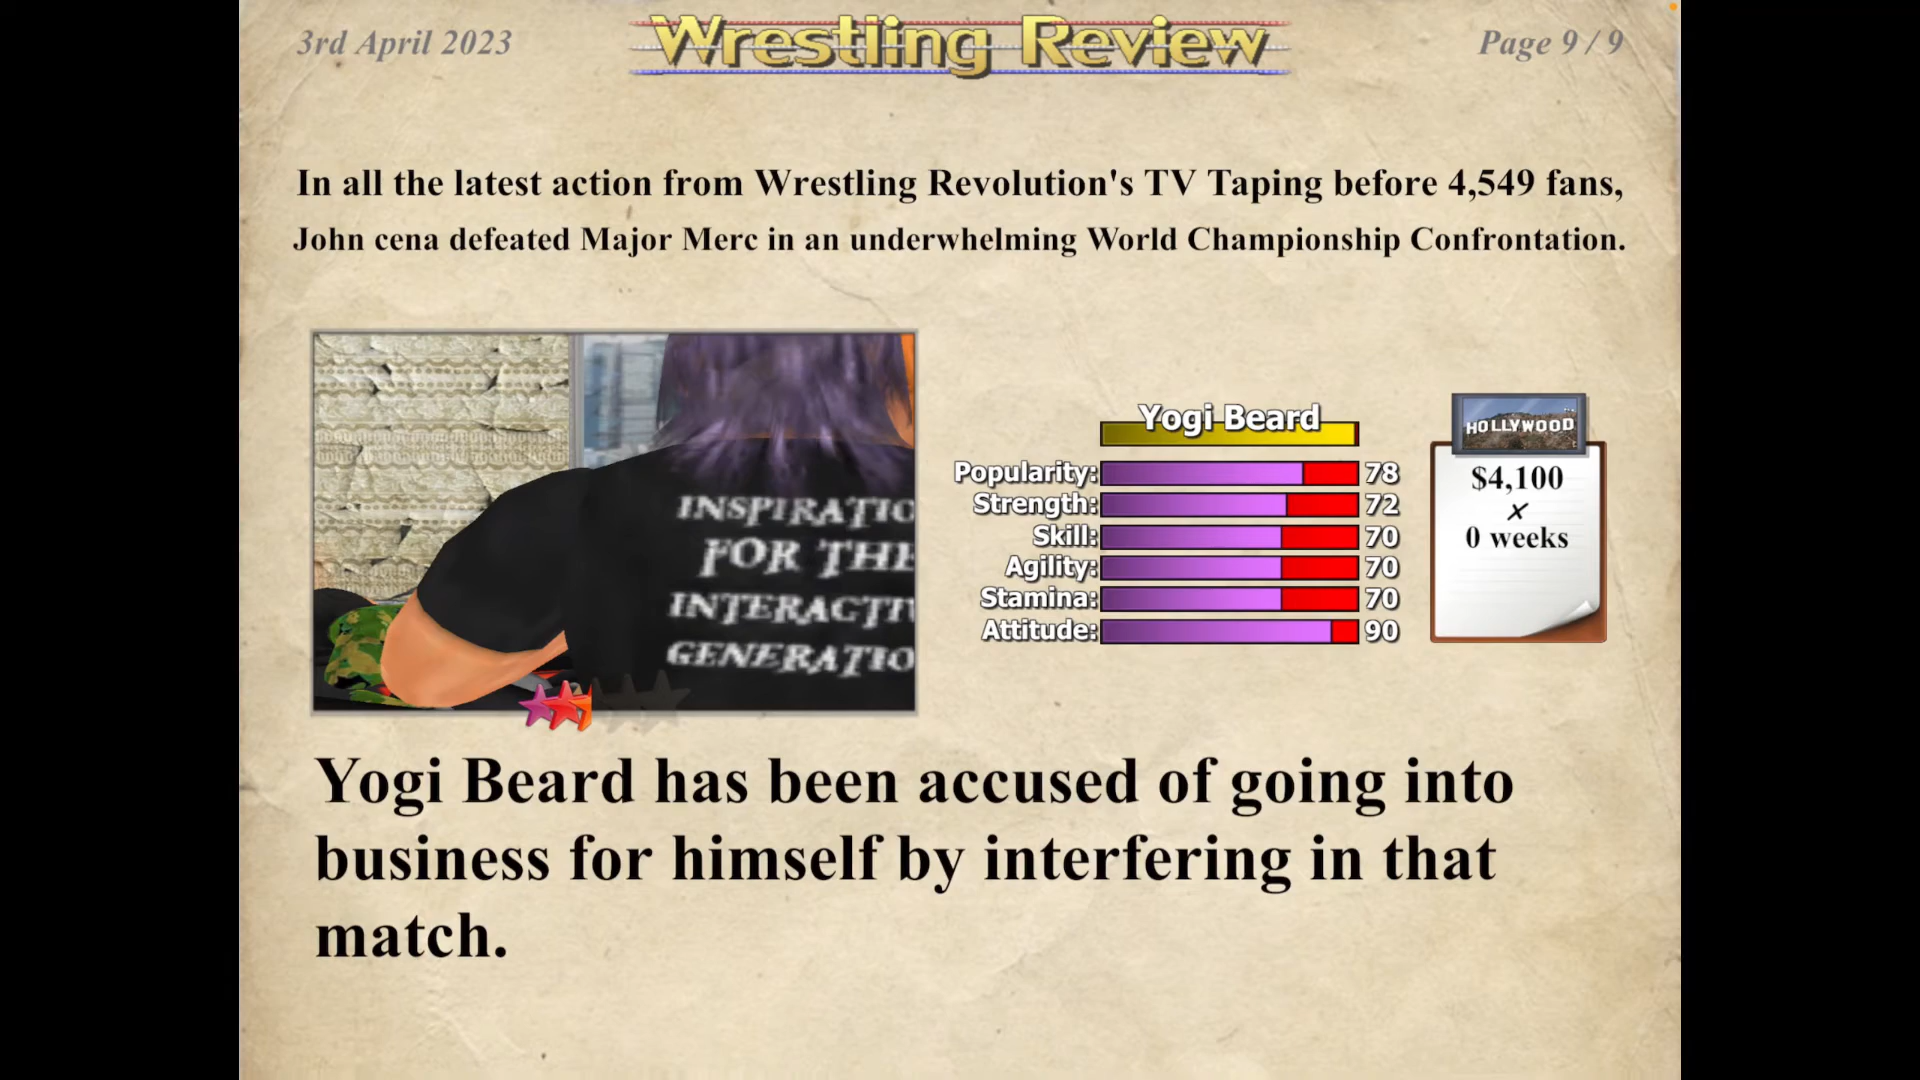 3rd April 2023
Wrestling Review
Page 9 / 9
In all the latest action from Wrestling Revolution's TV Taping before 4,549 fans,
John cena defeated Major Merc in an underwhelming World Championship Confrontation.
INSPIRATIO
FOR THE
INTERACTI
GENERATIO
Yogi Beard
Popularity: 78
Strength: 72
Skill: 70
Agility: 70
Stamina: 70
Attitude: 90
HOLLYWOOD
$4,100
x
0 weeks
Yogi Beard has been accused of going into
business for himself by interfering in that
match.